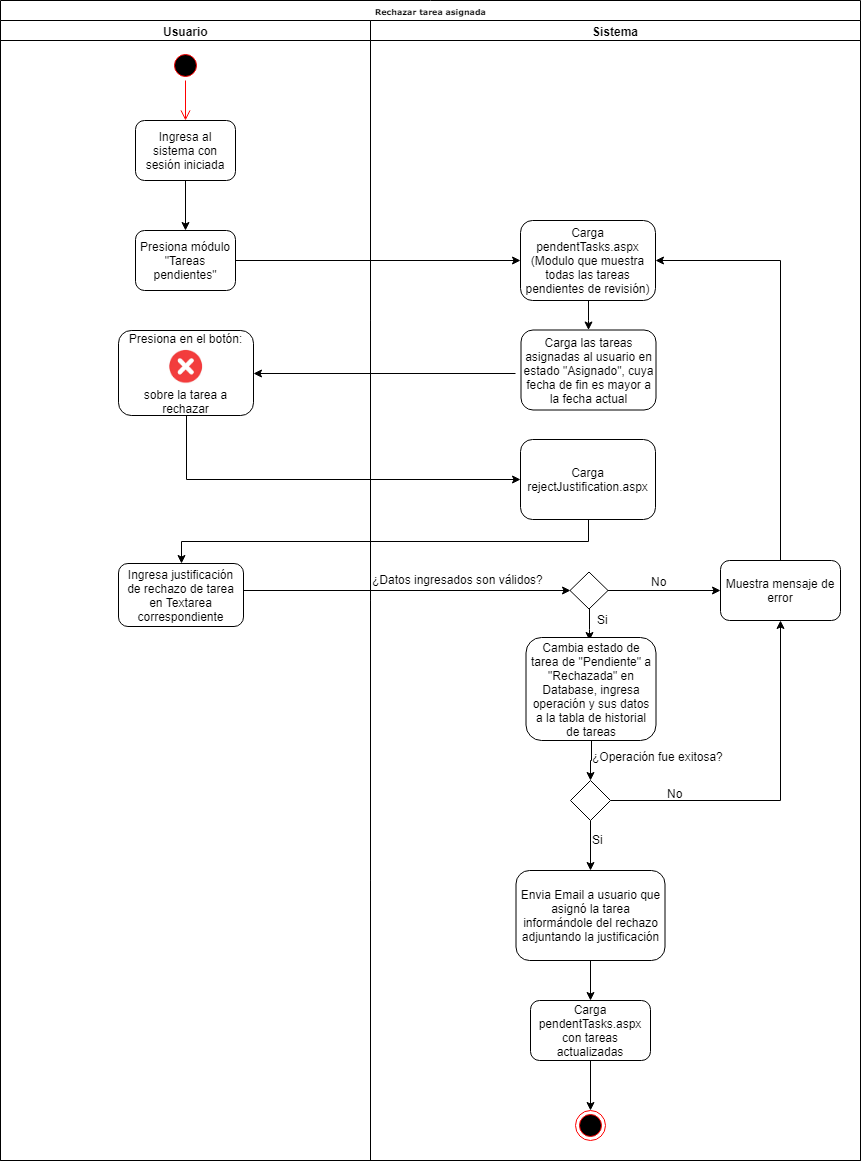 Rechazar tarea asignada
Usuario
Sistema
Ingresa al
sistema con
sesión iniciada
Presiona módulo
"Tareas
pendientes"
Carga
pendentTasks.aspx
(Modulo que muestra
todas las tareas
pendientes de revisión)
Presiona en el botón:
sobre la tarea a
rechazar
Carga las tareas
asignadas al usuario en
estado "Asignado", cuya
fecha de fin es mayor a
la fecha actual
Carga
rejectJustification.aspx
Ingresa justificación
de rechazo de tarea
en Textarea
correspondiente
¿Datos ingresados son válidos?
No
Muestra mensaje de
error
Si
Cambia estado de
tarea de "Pendiente" a
"Rechazada" en
Database, ingresa
operación y sus datos
a la tabla de historial
de tareas
¿Operación fue exitosa?
No
Si
Envia Email a usuario que
asignó la tarea
informándole del rechazo
adjuntando la justificación
Carga
pendentTasks.aspx
con tareas
actualizadas